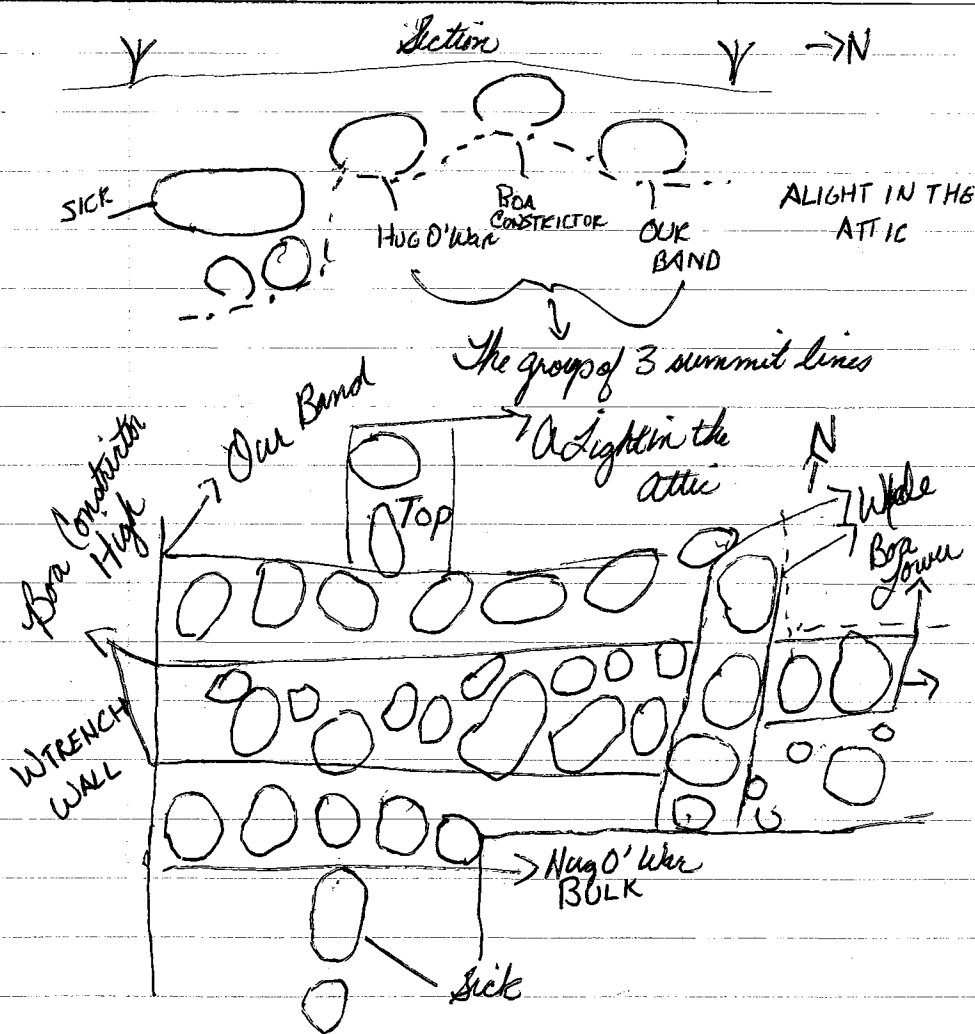 Section
→N
SICK
HUG O'WAR
BOA
CONSTRICTOR
OUR
BAND
ALIGHT IN THE
ATTIC
The group of 3 summit lines
Boa Constrictor
High
Our Band
A Light in the
Attic
Top
N
Boa
Lower
W TRENCH
WALL
Hug O' War
BULK
Sick